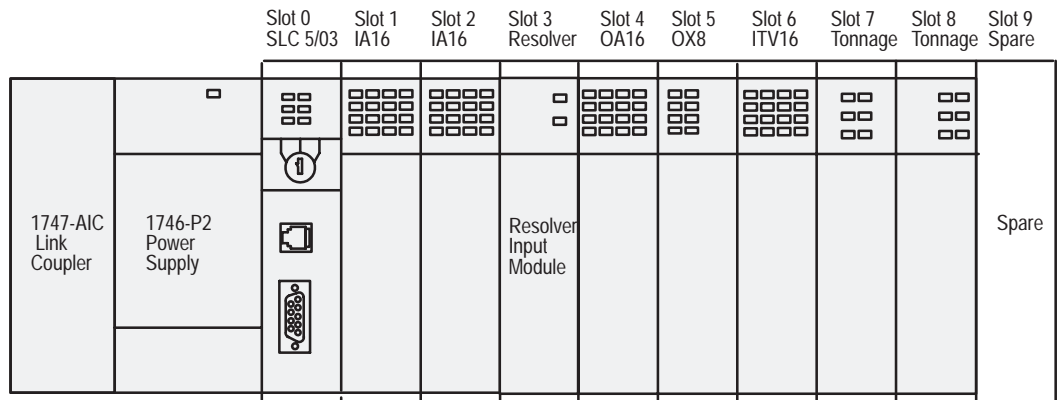 Slot 0 Slot 1 Slot 2 Slot 3 Slot 4 Slot 5 Slot 6 Slot 7 Slot 8 Slot 9
SLC 5/03 IA16 IA16 Resolver OA16 OX8 ITV16 Tonnage Tonnage Spare
1747-AIC
Link
Coupler
1746-P2
Power
Supply
Resolver
Input
Module
Spare